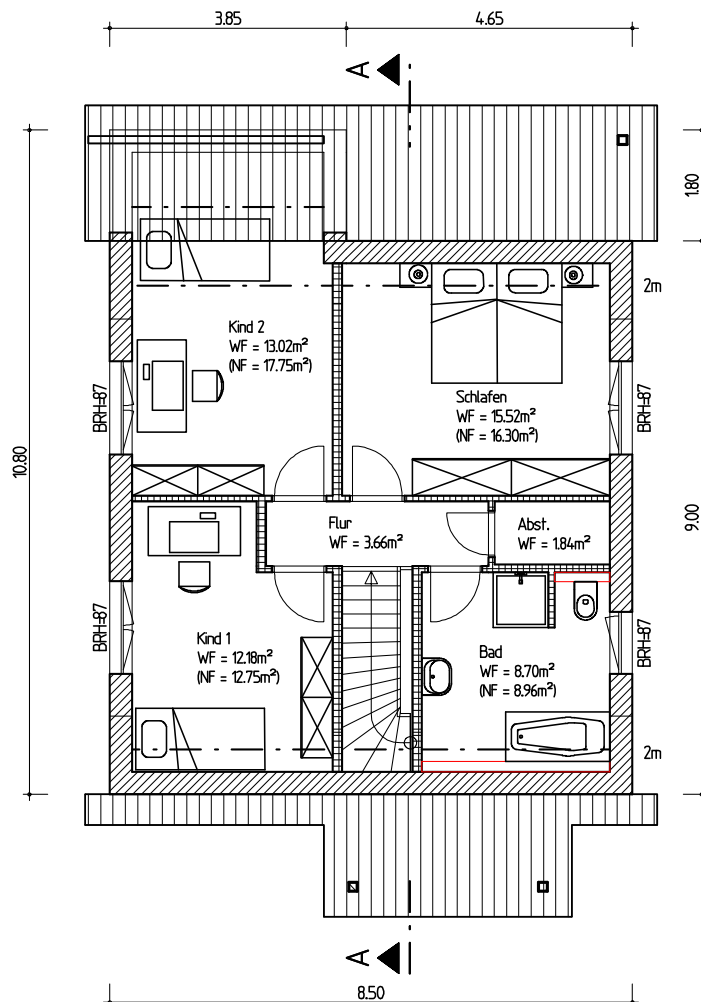 3.85
4.65
A
1.80
2m
Kind 2
WF = 13.02m²
(NF = 17.75m²)
Schlafen
WF = 15.52m²
(NF = 16.30m²)
BRH=87
BRH=87
10.80
9.00
Flur
WF = 3.66m²
Abst.
WF = 1.84m²
BRH=87
BRH=87
Kind 1
WF = 12.18m²
(NF = 12.75m²)
Bad
WF = 8.70m²
(NF = 8.96m²)
2m
A
8.50